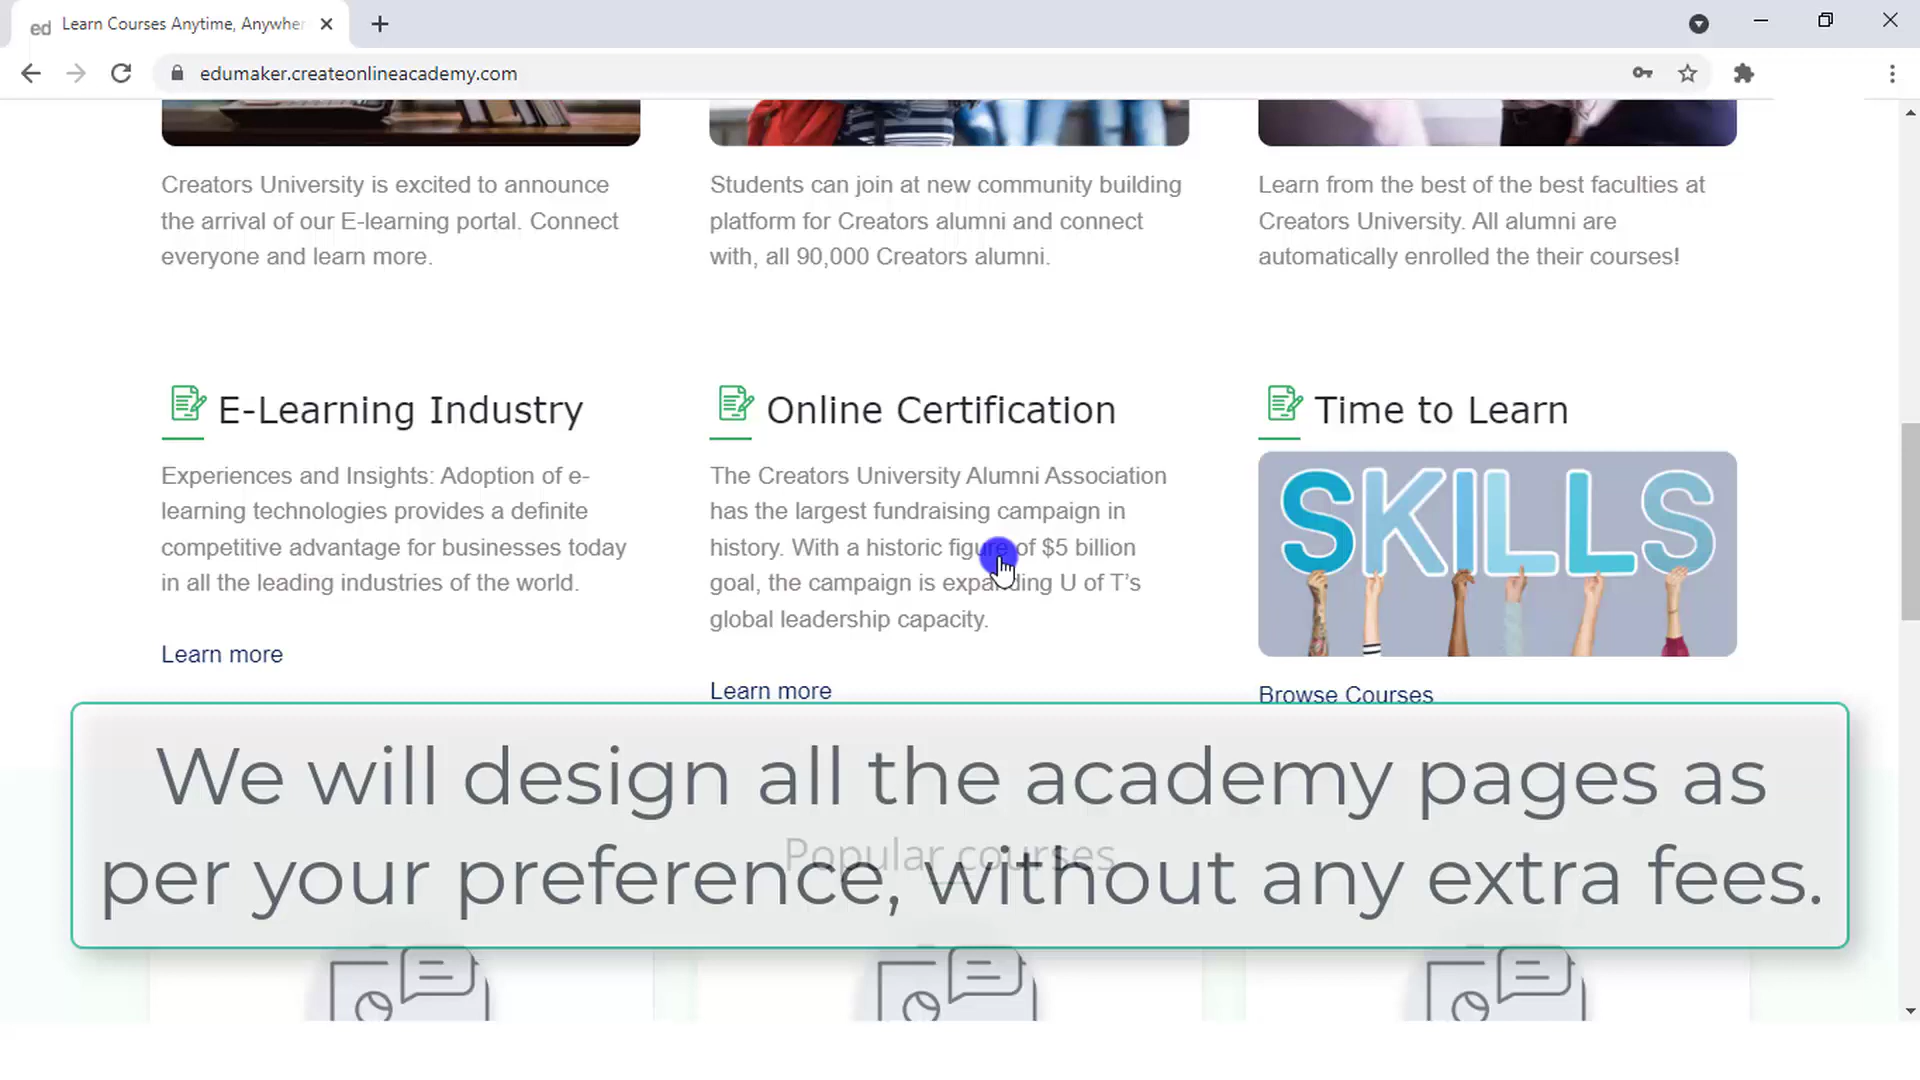 ed Learn Courses Anytime, Anywher
edumaker.createonlineacademy.com
Creators University is excited to announce
the arrival of our E-learning portal. Connect
everyone and learn more.
Students can join at new community building
platform for Creators alumni and connect
with, all 90,000 Creators alumni.
Learn from the best of the best faculties at
Creators University. All alumni are
automatically enrolled the their courses!
E-Learning Industry
Experiences and Insights: Adoption of e-
learning technologies provides a definite
competitive advantage for businesses today
in all the leading industries of the world.
Learn more
Online Certification
The Creators University Alumni Association
has the largest fundraising campaign in
history. With a historic figure of $5 billion
goal, the campaign is expanding U of T’s
global leadership capacity.
Learn more
Time to Learn
SKILLS
Browse Courses
We will design all the academy pages as
per your preference, without any extra fees.
Popular courses